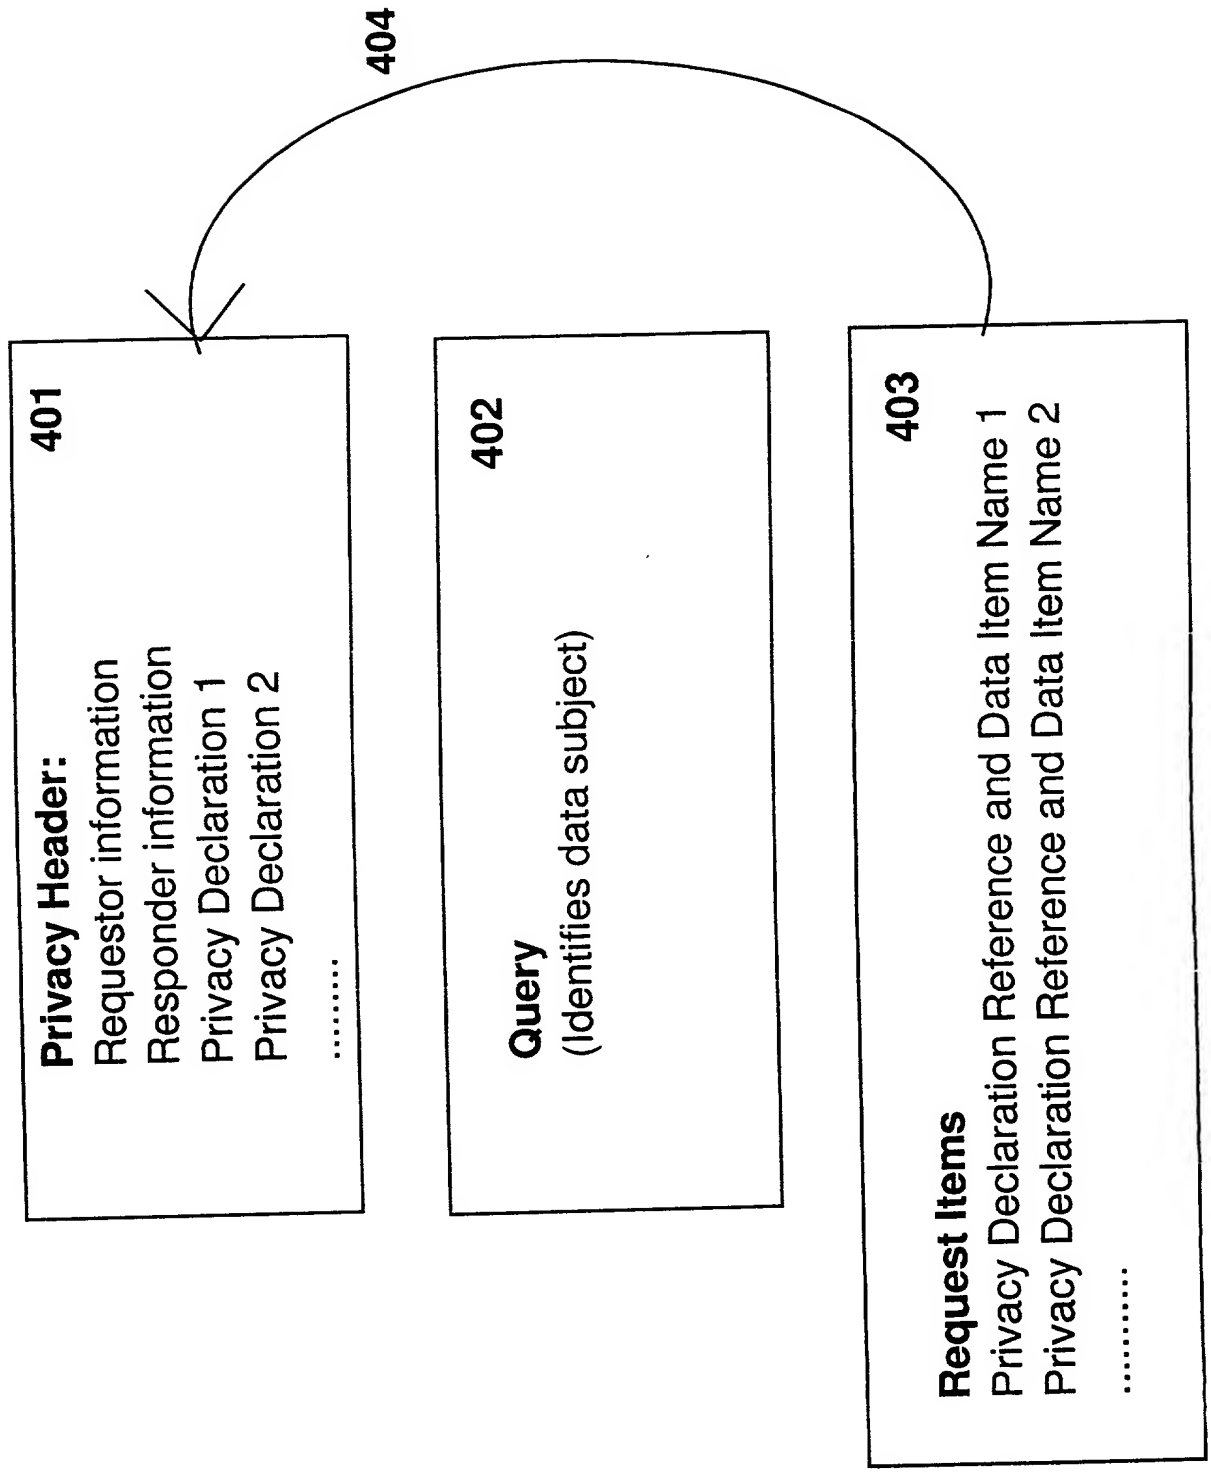 404
401
Privacy Header:
Requestor information
Responder information
Privacy Declaration 1
Privacy Declaration 2
........
402
Query
(Identifies data subject)
403
Request Items
Privacy Declaration Reference and Data Item Name 1
Privacy Declaration Reference and Data Item Name 2
..........